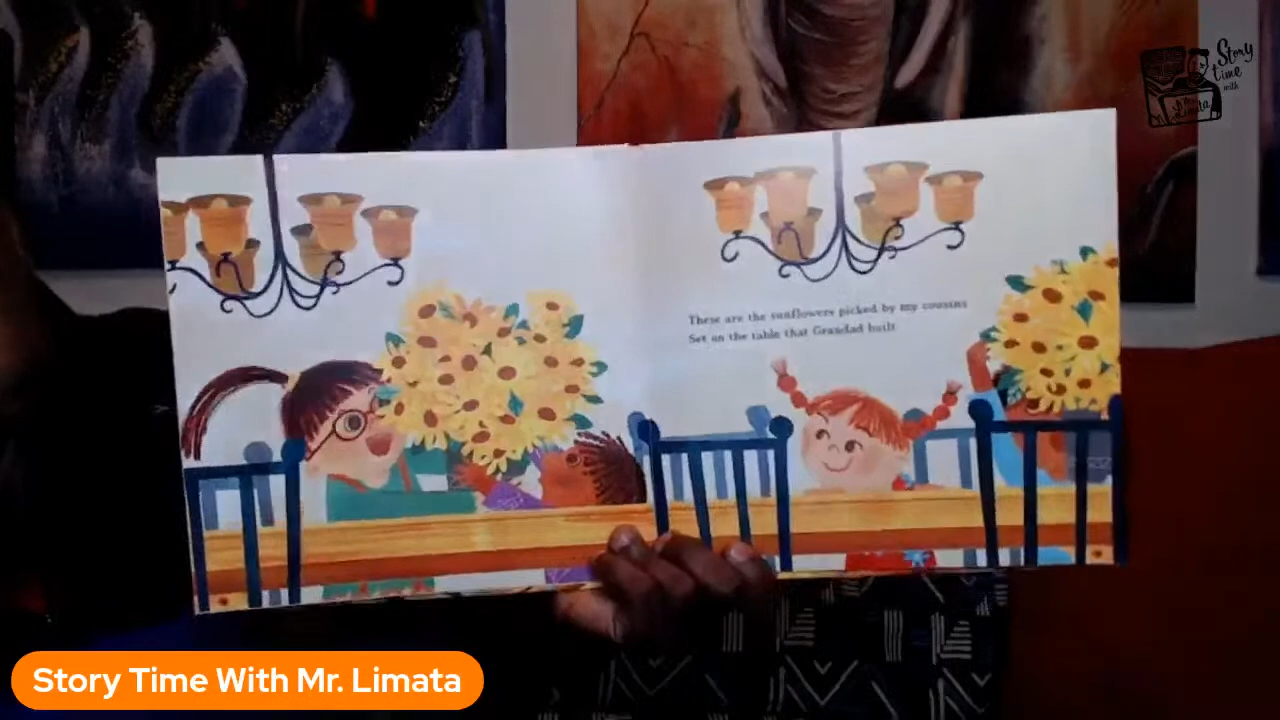 Story
time
with
Limata
These are the sunflowers picked by my cousins
Set on the table that Grandad built
Story Time With Mr. Limata